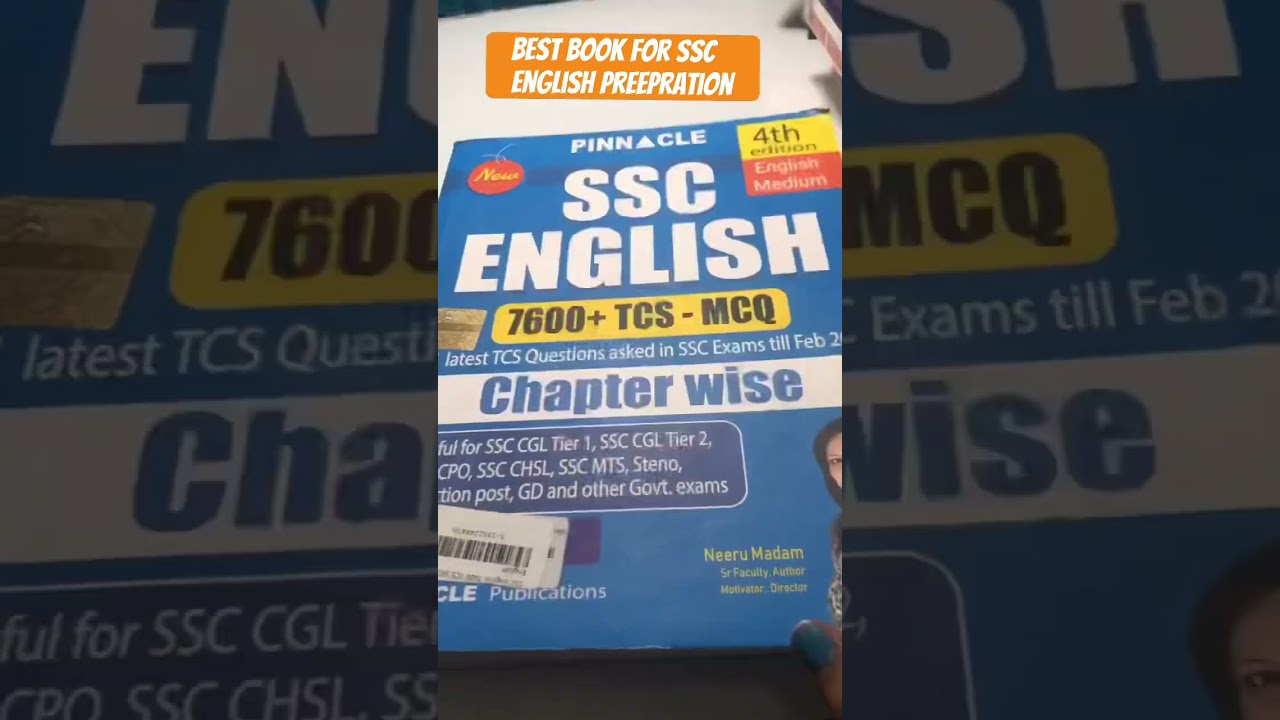 BEST BOOK FOR SSC
ENGLISH PREEPRATION
PINNACLE
4th
edition
English
Medium
New
SSC
ENGLISH
7600+ TCS - MCQ
latest TCS Questions asked in SSC Exams till Feb 2
Chapter wise
ful for SSC CGL Tier 1, SSC CGL Tier 2,
CPO, SSC CHSL, SSC MTS, Steno,
tion post, GD and other Govt. exams
Neeru Madam
Sr Faculty, Author
Motivator.. Director
CLE Publications